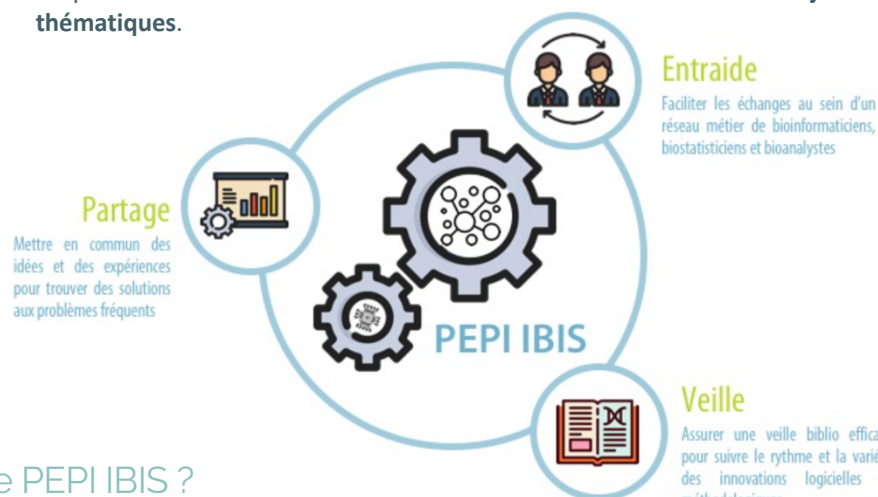 thématiques.
Entraide
Faciliter les échanges au sein d'un
réseau métier de bioinformaticiens,
biostatisticiens et bioanalystes
Partage
Mettre en commun des
idées et des expériences
pour trouver des solutions
aux problèmes fréquents
PEPI IBIS
Veille
Assurer une veille biblio
pour suivre le rythme et la
des innovations logicielles
PEPI IBIS ?